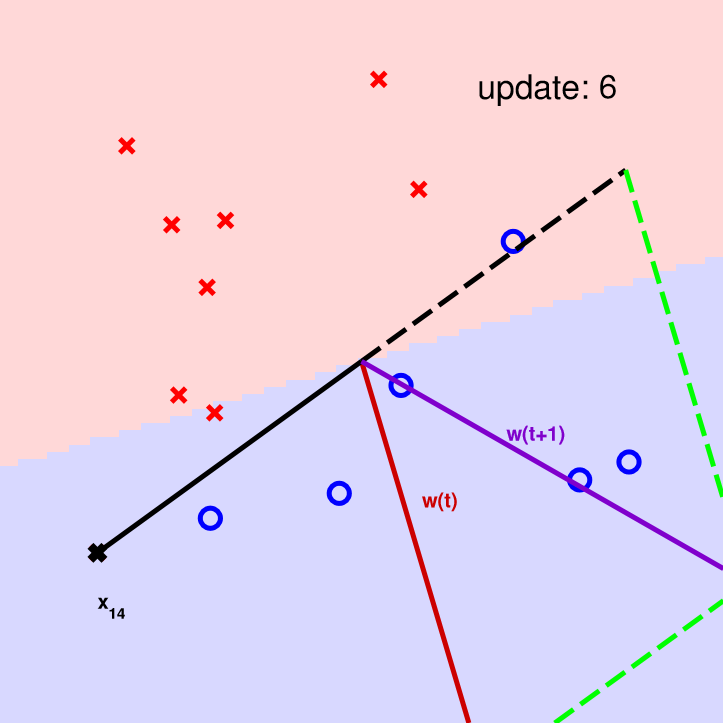 update: 6
w(t+1)
w(t)
x₁₄